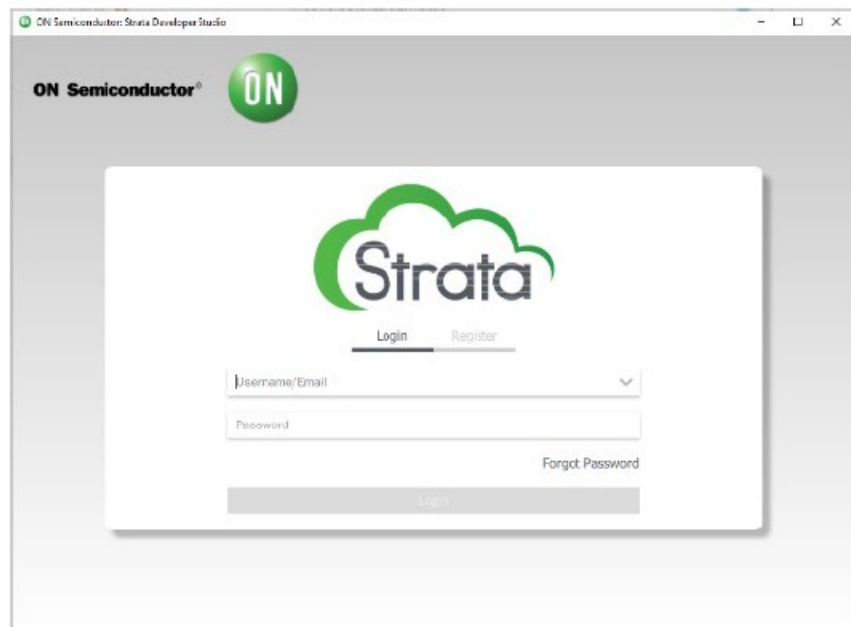 ON Semiconductor: Strata Developer Studio
ON Semiconductor®
ON
Strata
Login Register
Username/Email
Password
Forgot Password
Login